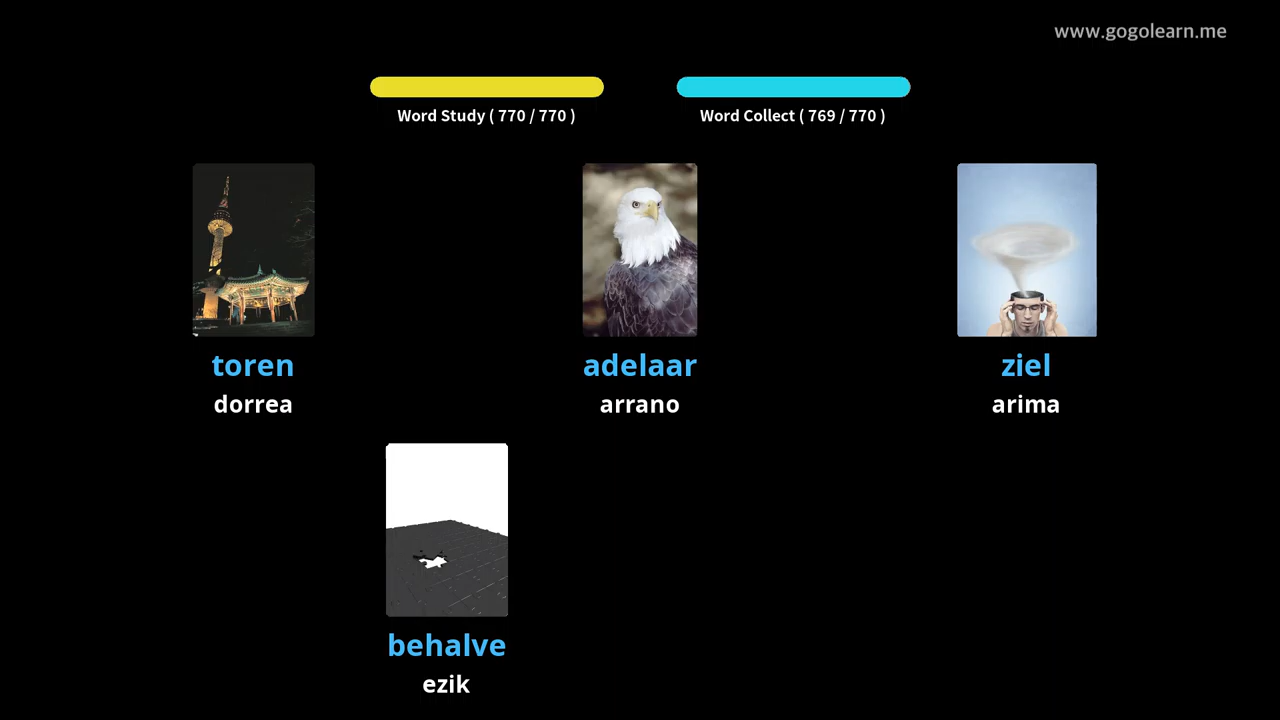 www.gogolearn.me
Word Study ( 770 / 770 )
Word Collect ( 769 / 770 )
toren
dorrea
adelaar
arrano
ziel
arima
behalve
ezik